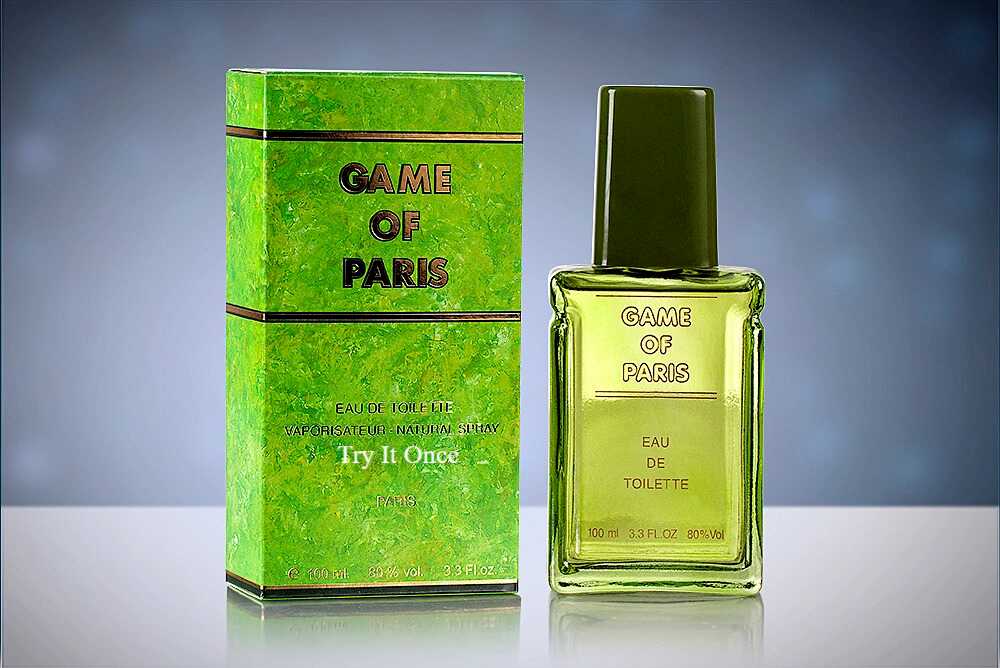 GAME
OF
PARIS
EAU DE TOILETTE
VAPORISATEUR - NATURAL SPRAY
Try It Once
PARIS
℮ 100 ml. 80 % vol. 3.3 Fl.oz.
GAME
OF
PARIS
EAU
DE
TOILETTE
100 ml 3.3 FL.OZ 80%Vol